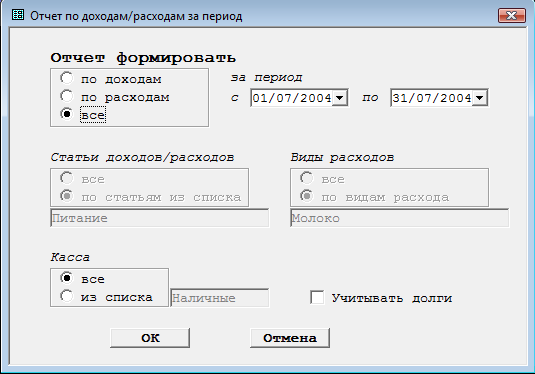 Отчет по доходам/расходам за период
Отчет формировать
по доходам
за период
по расходам
с 01/07/2004 по 31/07/2004
все
Статьи доходов/расходов
Виды расходов
все
все
по статьям из списка
по видам расхода
Питание
Молоко
Касса
все
из списка
Наличные
Учитывать долги
OK
Отмена